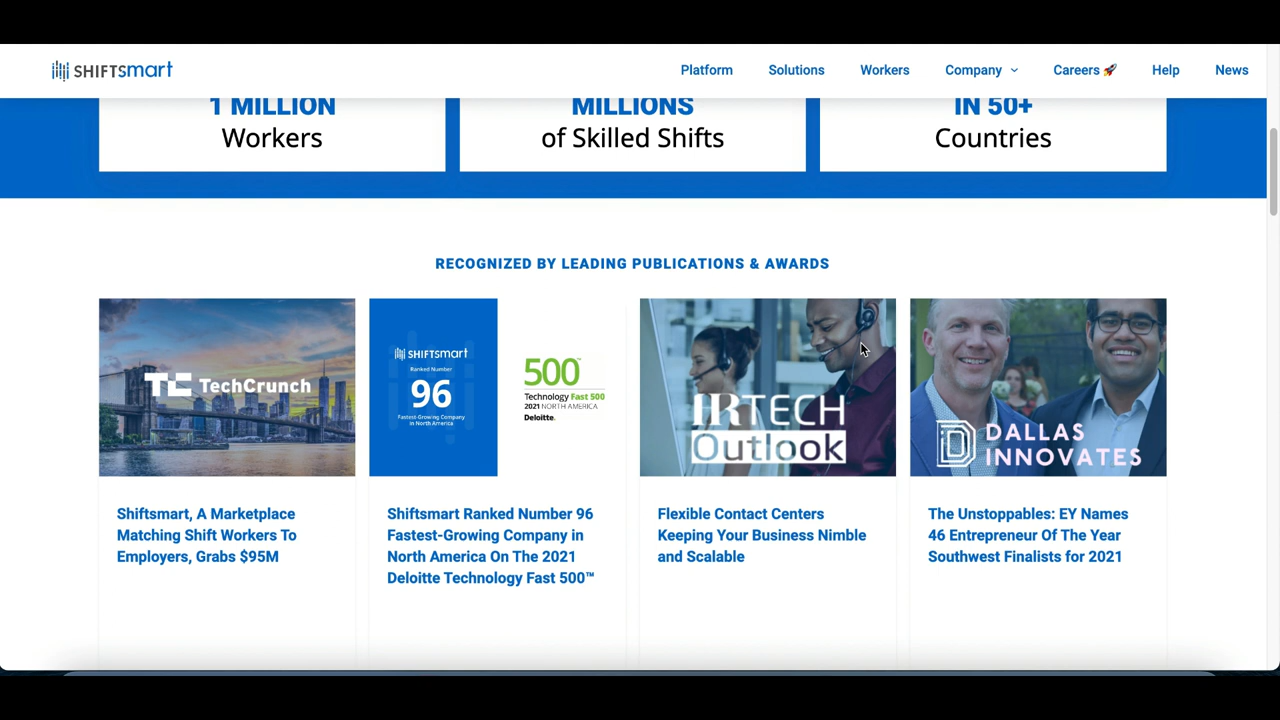 SHIFTSMART
Platform
Solutions
Workers
Company
Careers 🚀
Help
News
1 MILLION
Workers
MILLIONS
of Skilled Shifts
IN 50+
Countries
RECOGNIZED BY LEADING PUBLICATIONS & AWARDS
TC TechCrunch
SHIFTSMART
Ranked Number
96
Fastest-Growing Company
in North America
500™
Technology Fast 500
2021 NORTH AMERICA
Deloitte.
IRTECH
Outlook
D DALLAS
INNOVATES
Shiftsmart, A Marketplace
Matching Shift Workers To
Employers, Grabs $95M
Shiftsmart Ranked Number 96
Fastest-Growing Company in
North America On The 2021
Deloitte Technology Fast 500™
Flexible Contact Centers
Keeping Your Business Nimble
and Scalable
The Unstoppables: EY Names
46 Entrepreneur Of The Year
Southwest Finalists for 2021